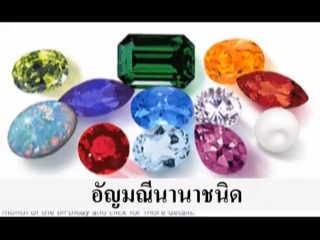 อัญมณีนานาชนิด
month of the birthday and click for more details.